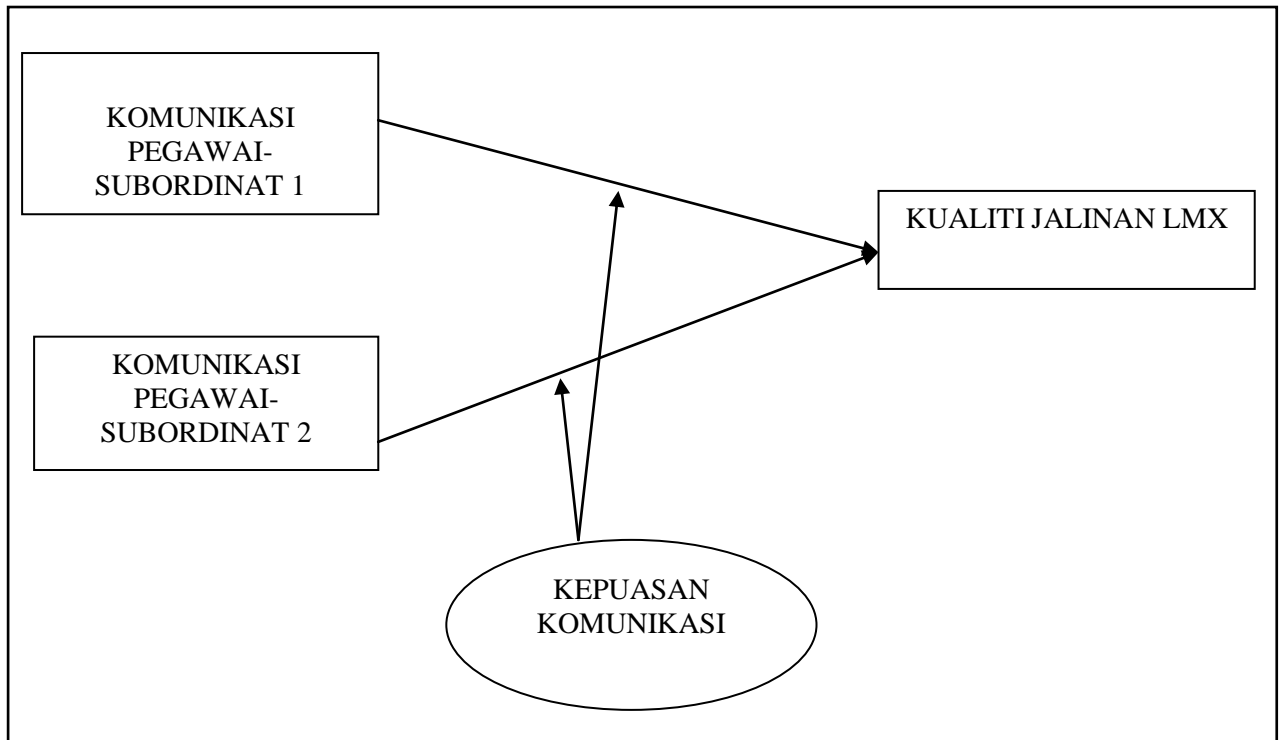 KOMUNIKASI
PEGAWAI-
SUBORDINAT 1
KUALITI JALINAN LMX
KOMUNIKASI
PEGAWAI-
SUBORDINAT 2
KEPUASAN
KOMUNIKASI